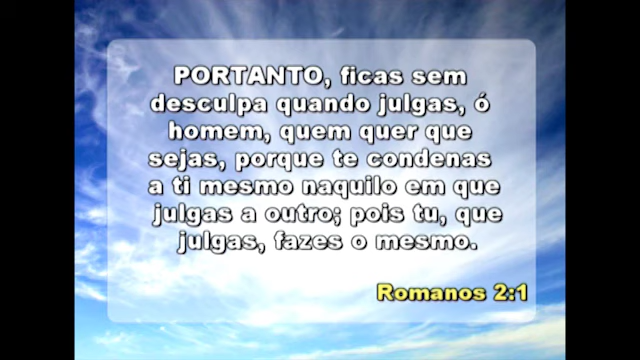 PORTANTO, ficas sem
desculpa quando julgas, ó
homem, quem quer que
sejas, porque te condenas
a ti mesmo naquilo em que
julgas a outro; pois tu, que
julgas, fazes o mesmo.
Romanos 2:1